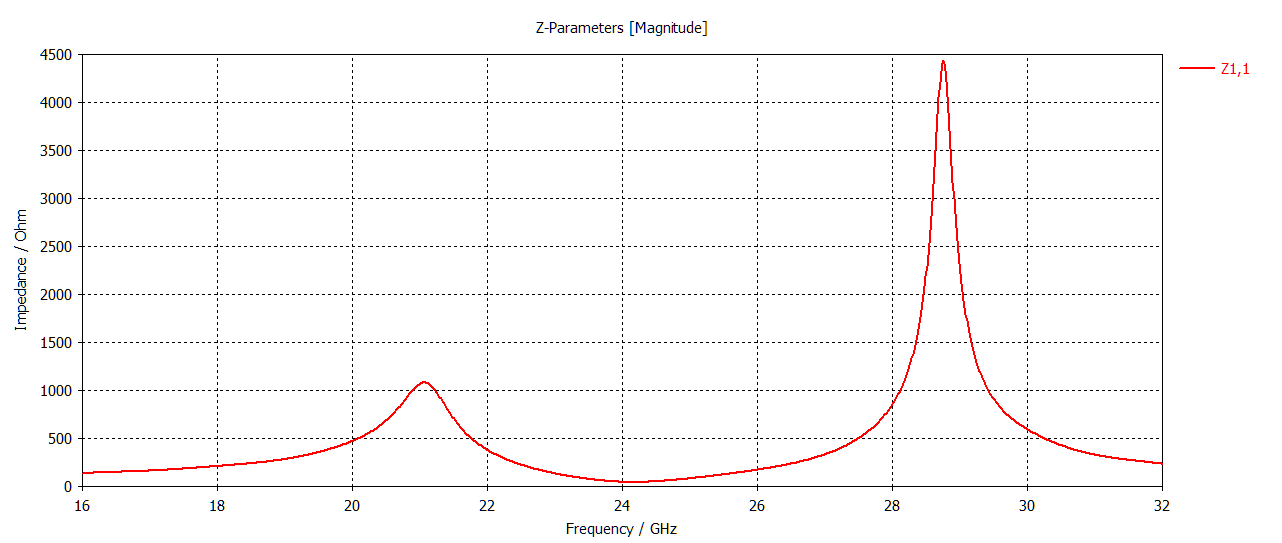 Z-Parameters [Magnitude]
Z1,1
Impedance / Ohm
4500
4000
3500
3000
2500
2000
1500
1000
500
0
16 18 20 22 24 26 28 30 32
Frequency / GHz